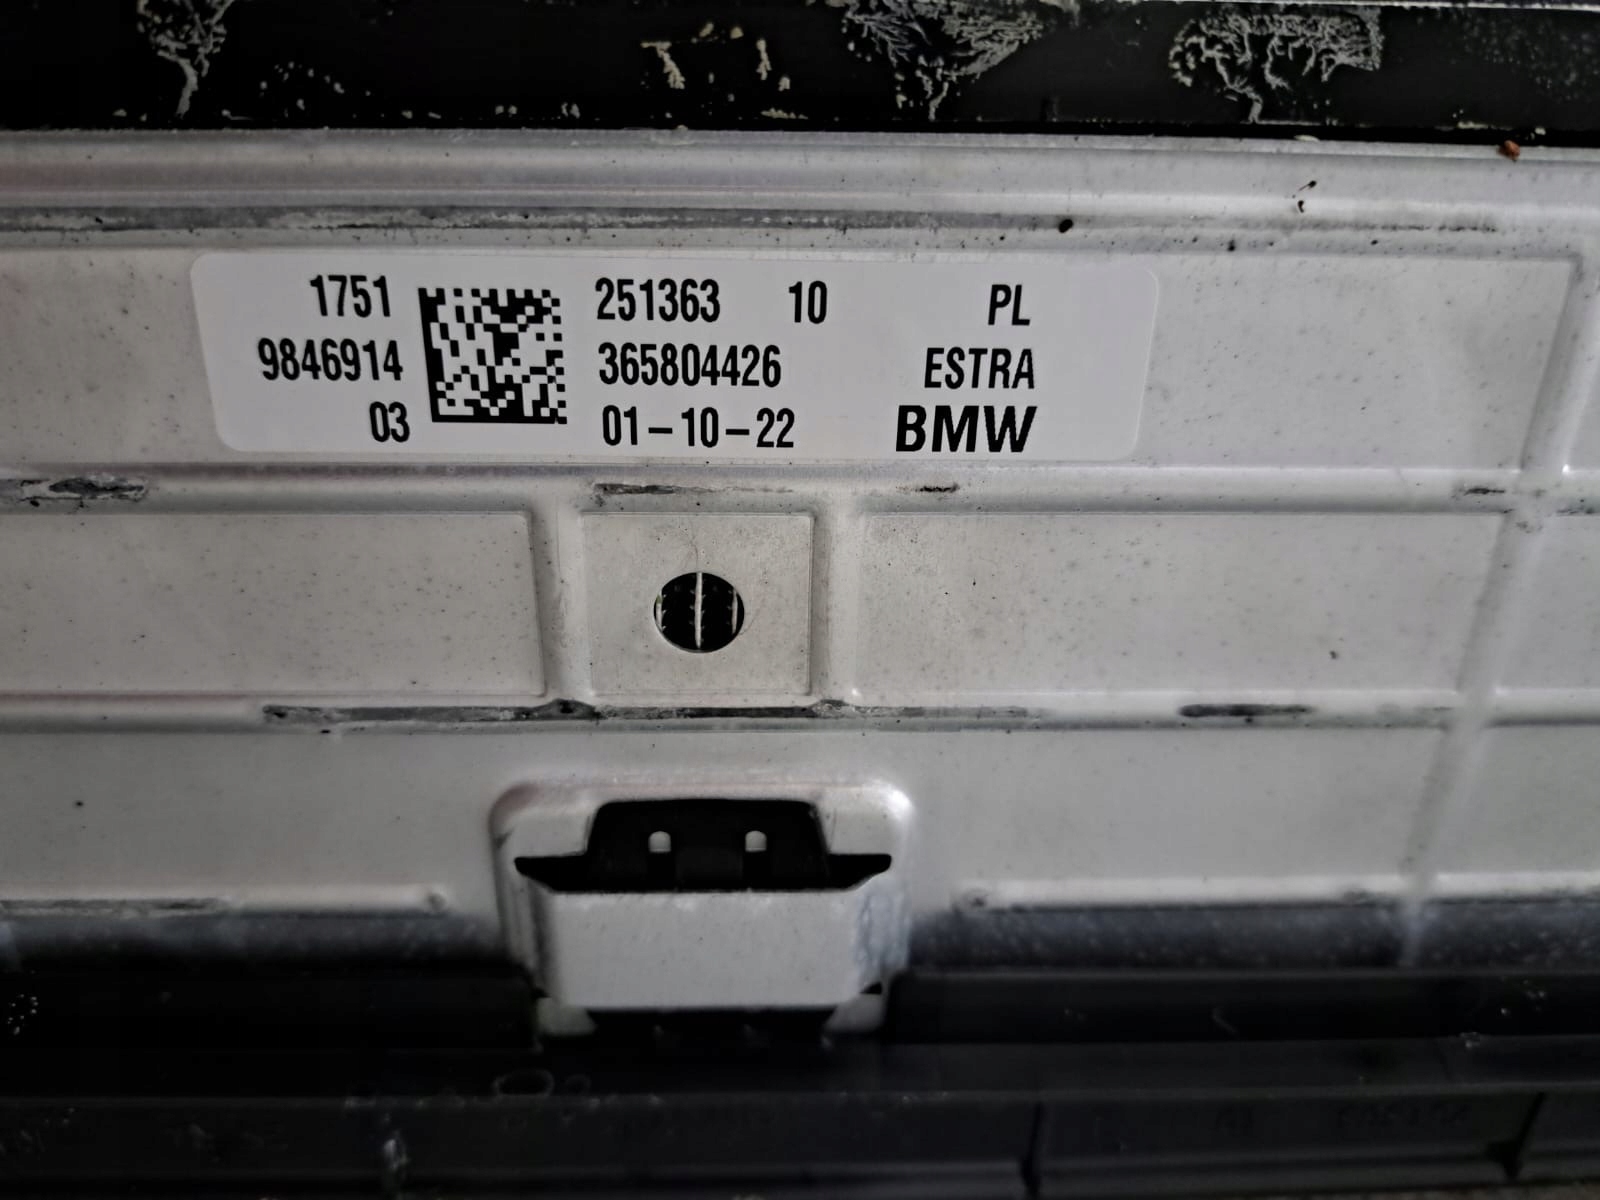 1751 251363 10 PL
9846914 365804426 ESTRA
03 01-10-22 BMW